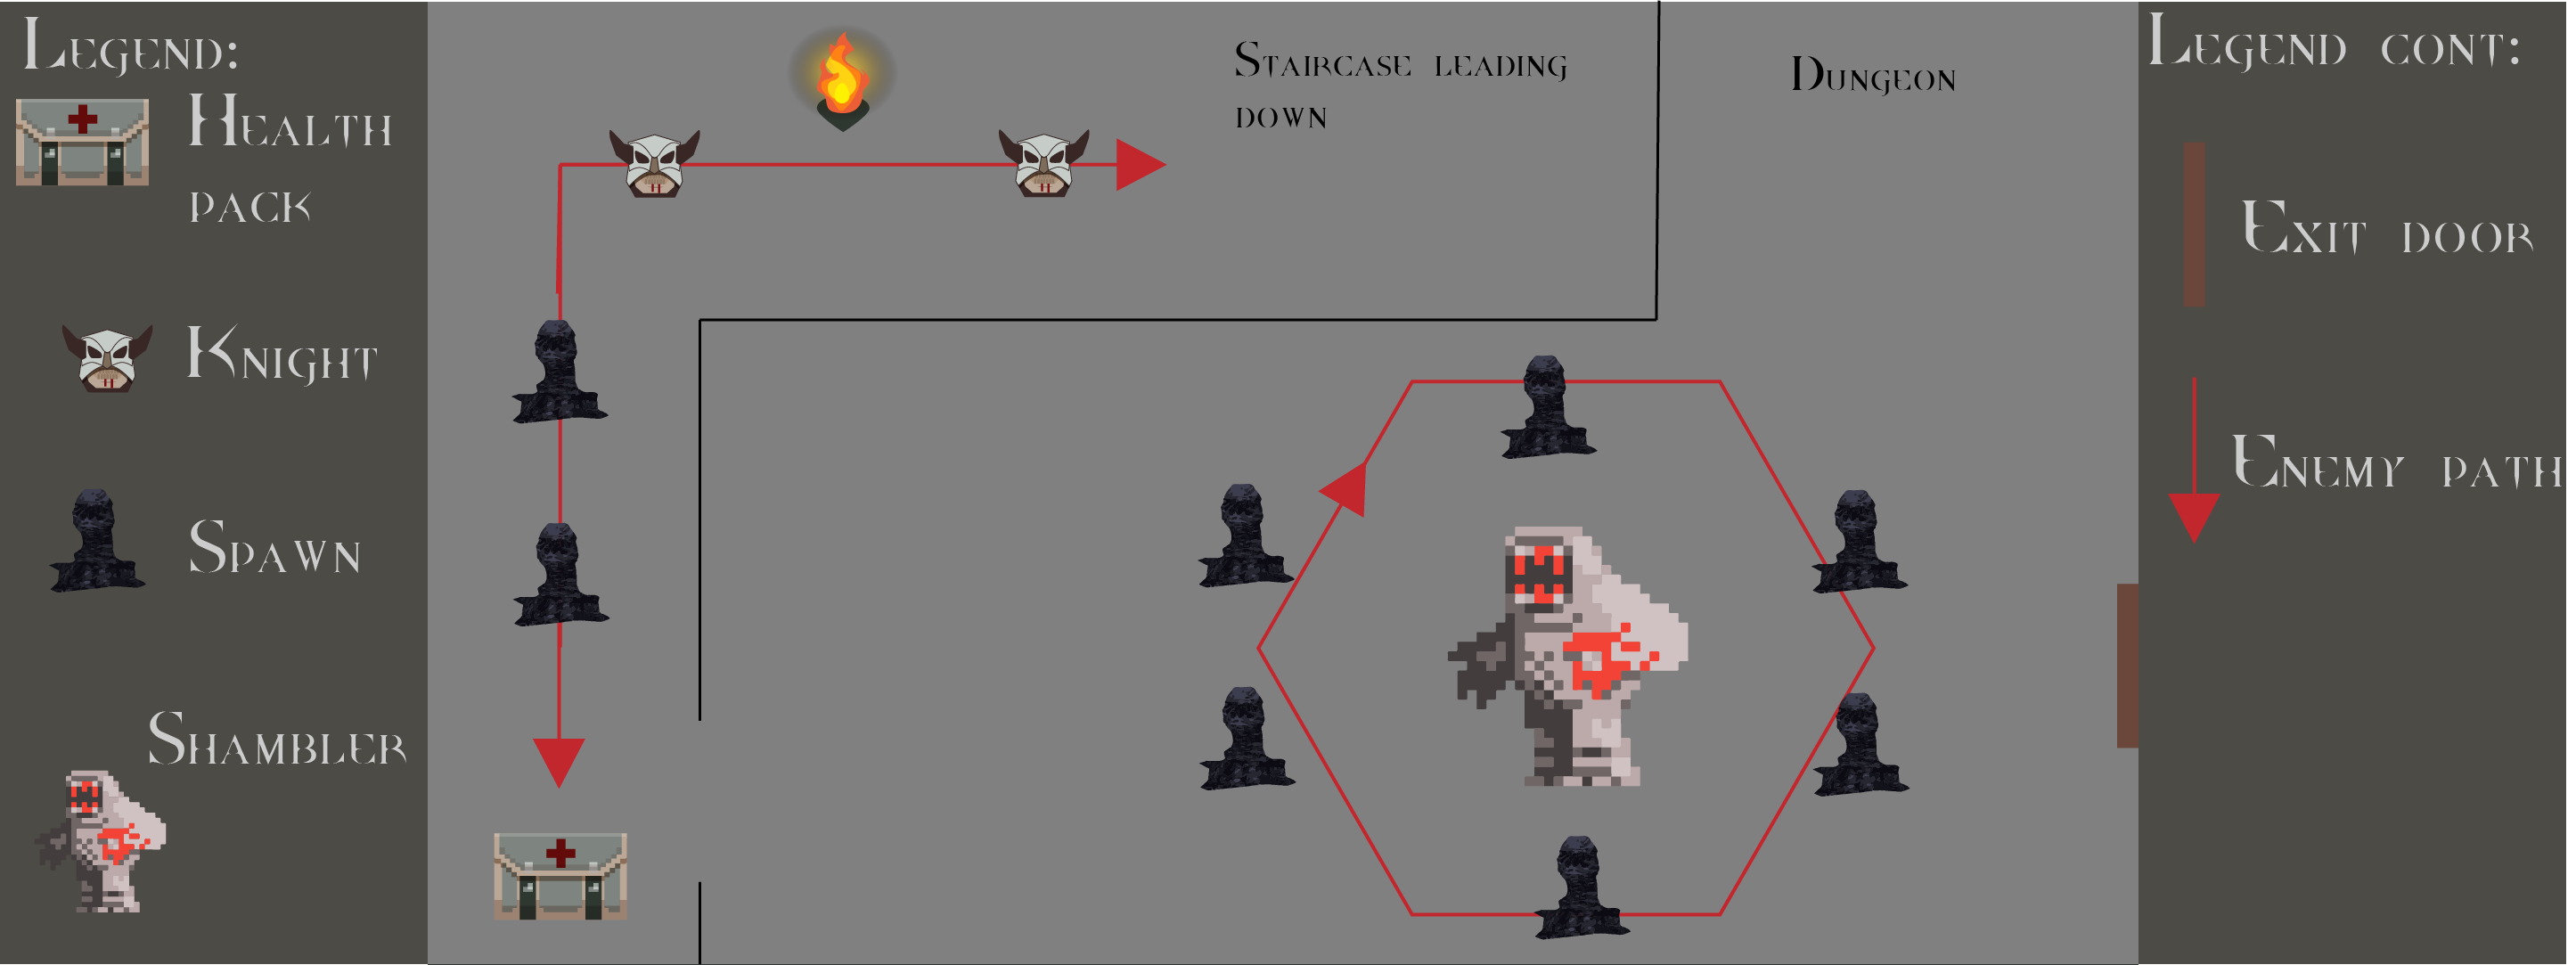 Legend:
Health
pack
Knight
Spawn
Shambler
Staircase leading
down
Dungeon
Legend cont:
Exit door
Enemy path